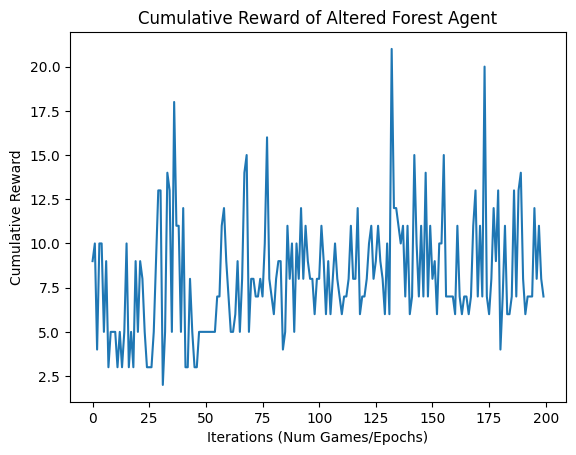 Cumulative Reward of Altered Forest Agent
Cumulative Reward
20.0
17.5
15.0
12.5
10.0
7.5
5.0
2.5
0 25 50 75 100 125 150 175 200
Iterations (Num Games/Epochs)